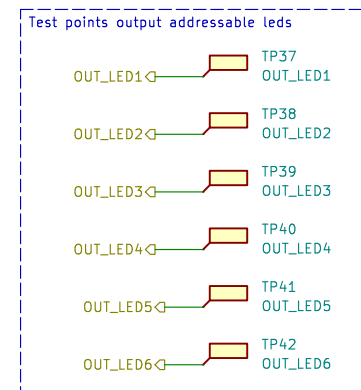 Test points output addressable leds
TP37
OUT_LED1 OUT_LED1
TP38
OUT_LED2 OUT_LED2
TP39
OUT_LED3 OUT_LED3
TP40
OUT_LED4 OUT_LED4
TP41
OUT_LED5 OUT_LED5
TP42
OUT_LED6 OUT_LED6